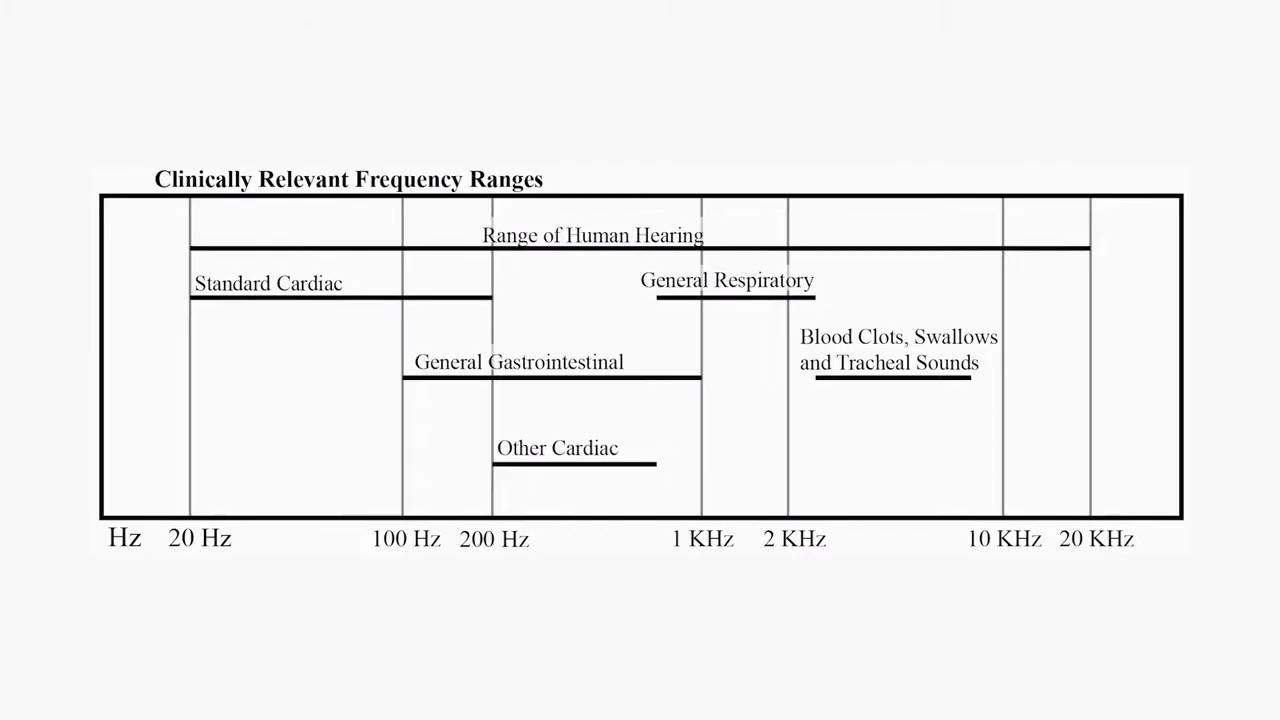 Clinically Relevant Frequency Ranges
Range of Human Hearing
Standard Cardiac
General Respiratory
Blood Clots, Swallows
and Tracheal Sounds
General Gastrointestinal
Other Cardiac
Hz 20 Hz 100 Hz 200 Hz 1 KHz 2 KHz 10 KHz 20 KHz